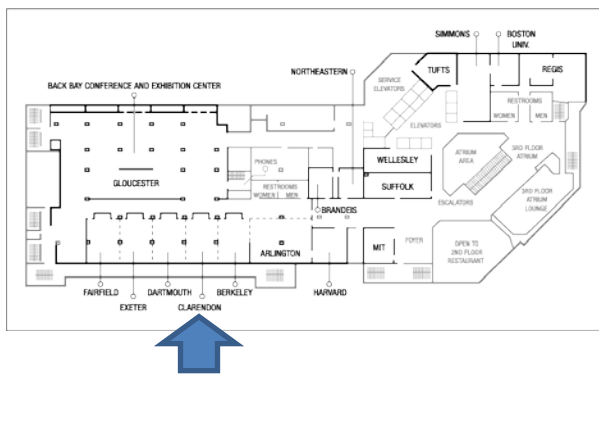 SIMMONS
BOSTON
UNIV.
NORTHEASTERN
TUFTS
REGIS
SERVICE
ELEVATORS
BACK BAY CONFERENCE AND EXHIBITION CENTER
RESTROOMS
WOMEN
MEN
ELEVATORS
PHONES
WELLESLEY
ATRIUM
AREA
3RD FLOOR
ATRIUM
GLOUCESTER
RESTROOMS
WOMEN
MEN
SUFFOLK
3RD FLOOR
ATRIUM
LOUNGE
ESCALATORS
BRANDEIS
ARLINGTON
MIT
FOYER
OPEN TO
2ND FLOOR
RESTAURANT
FAIRFIELD
DARTMOUTH
BERKELEY
HARVARD
EXETER
CLARENDON